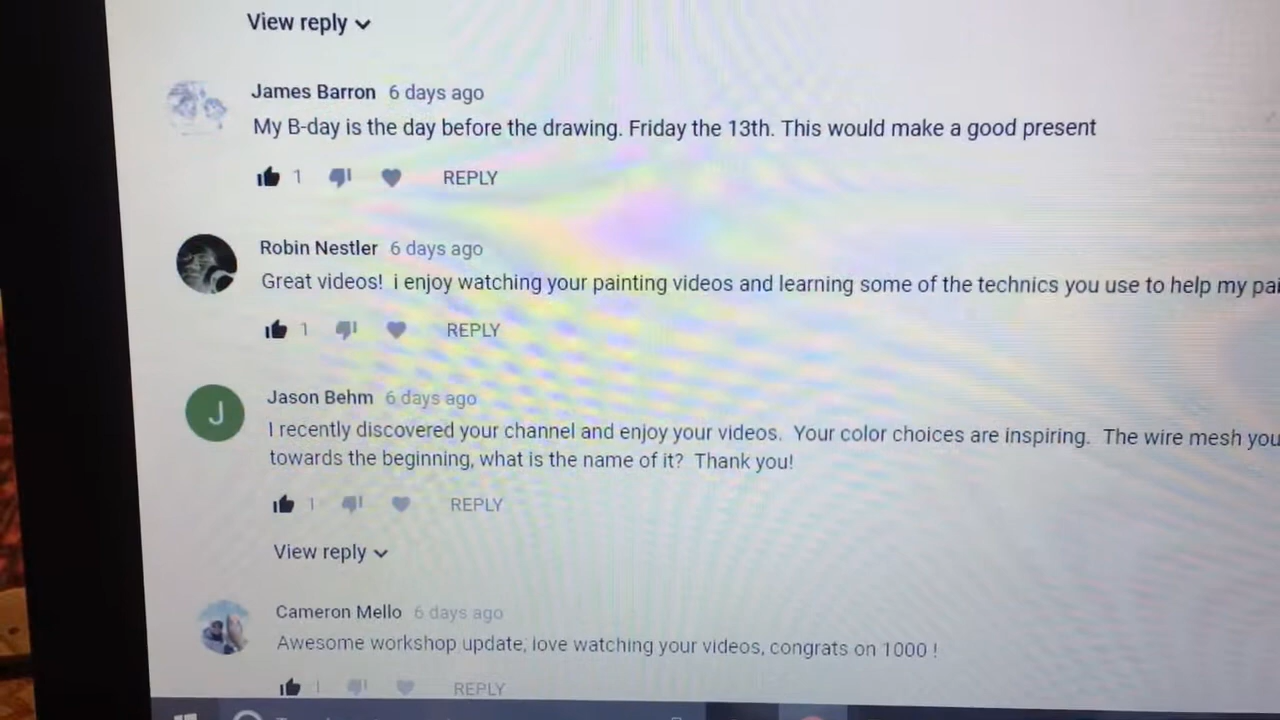 View reply
James Barron 6 days ago
My B-day is the day before the drawing. Friday the 13th. This would make a good present
1 REPLY
Robin Nestler 6 days ago
Great videos! i enjoy watching your painting videos and learning some of the technics you use to help my pai
1 REPLY
J
Jason Behm 6 days ago
I recently discovered your channel and enjoy your videos. Your color choices are inspiring. The wire mesh you
towards the beginning, what is the name of it? Thank you!
1 REPLY
View reply
Cameron Mello 6 days ago
Awesome workshop update, love watching your videos, congrats on 1000 !
1 REPLY